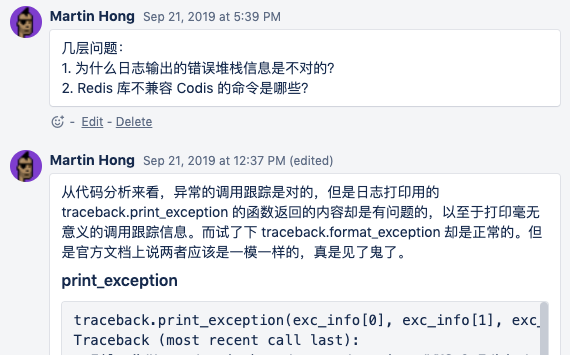 Martin Hong Sep 21, 2019 at 5:39 PM
几层问题：
1. 为什么日志输出的错误堆栈信息是不对的?
2. Redis 库不兼容 Codis 的命令是哪些?
- Edit - Delete
Martin Hong Sep 21, 2019 at 12:37 PM (edited)
从代码分析来看，异常的调用跟踪是对的，但是日志打印用的
traceback.print_exception 的函数返回的内容却是有问题的，以至于打印毫无
意义的调用跟踪信息。而试了下 traceback.format_exception 却是正常的。但
是官方文档上说两者应该是一模一样的，真是见了鬼了。
print_exception
traceback.print_exception(exc_info[0], exc_info[1], exc_
Traceback (most recent call last):